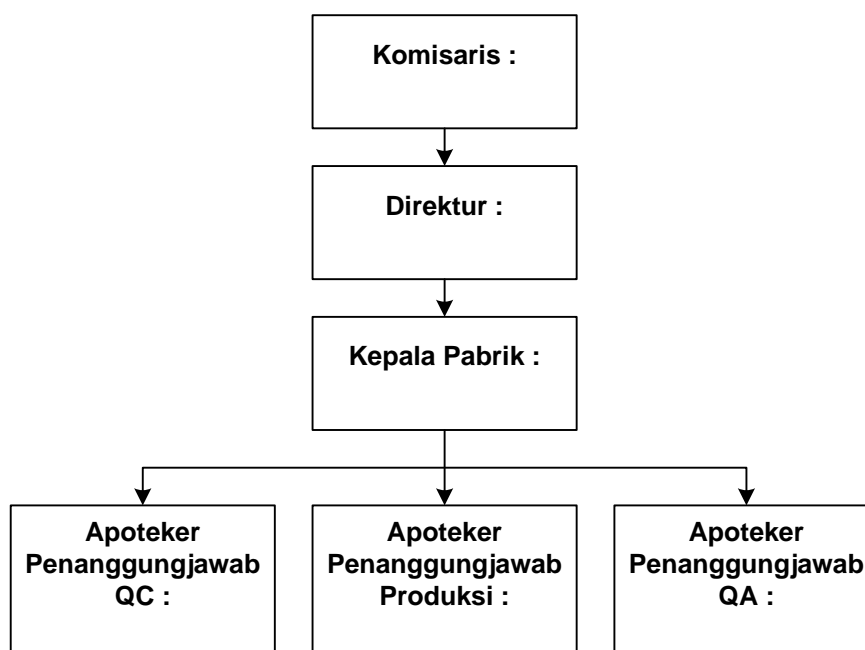 Komisaris :
Direktur :
Kepala Pabrik :
Apoteker
Penanggungjawab
QC :
Apoteker
Penanggungjawab
Produksi :
Apoteker
Penanggungjawab
QA :